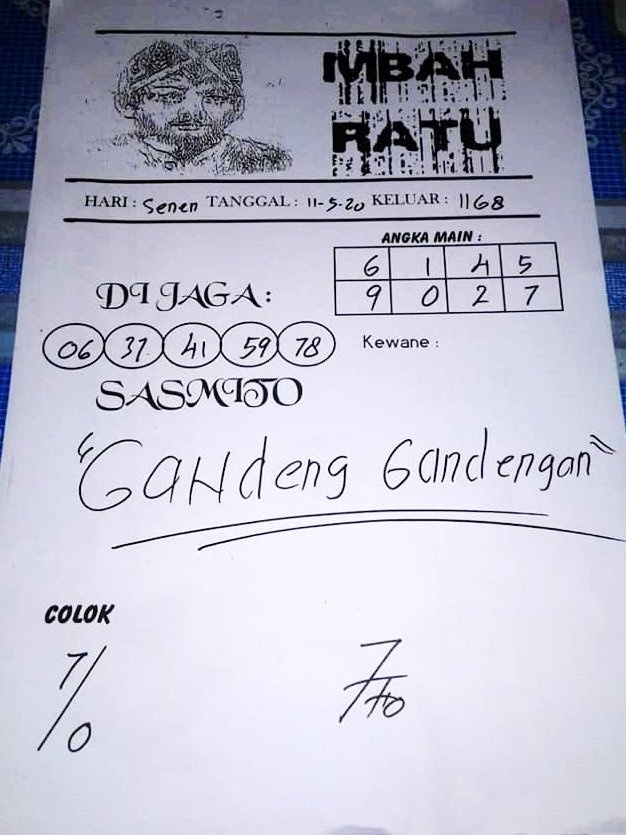 MBAH
RATU
HARI : Senen TANGGAL : 11-5-20 KELUAR : 1168
ANGKA MAIN :
6 1 4 5
9 0 2 7
DI JAGA :
06 37 41 59 78
Kewane :
SASMITO
"GaNdeng Gandengan"
COLOK
7/0
7